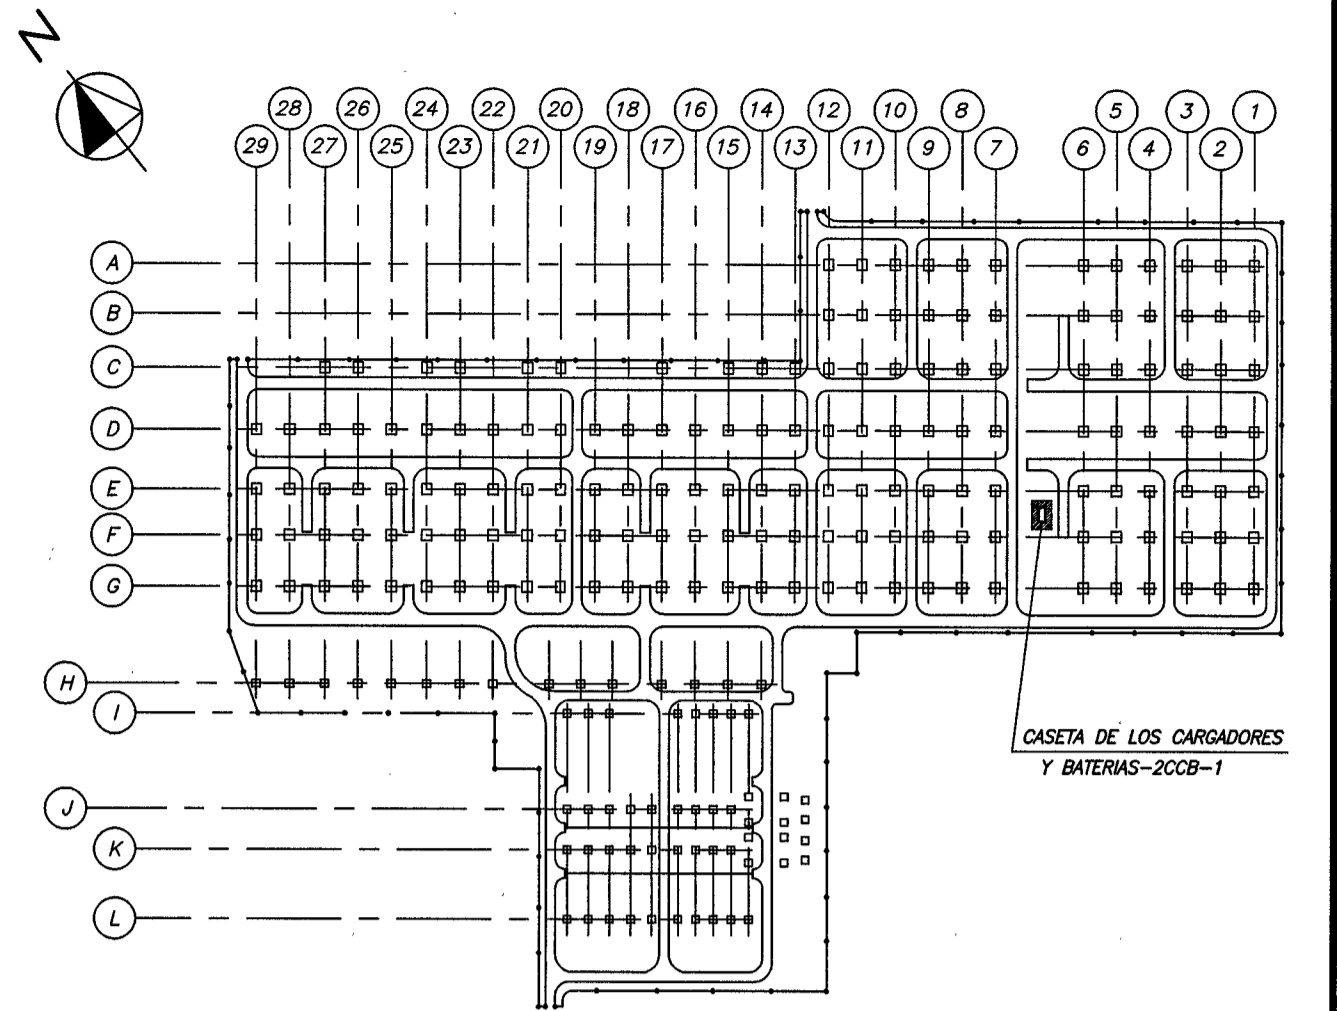 N
28 26 24 22 20 18 16 14 12 10 8 5 3 1
29 27 25 23 21 19 17 15 13 11 9 7 6 4 2
A
B
C
D
E
F
G
H
I
J
K
L
CASETA DE LOS CARGADORES
Y BATERIAS-2CCB-1